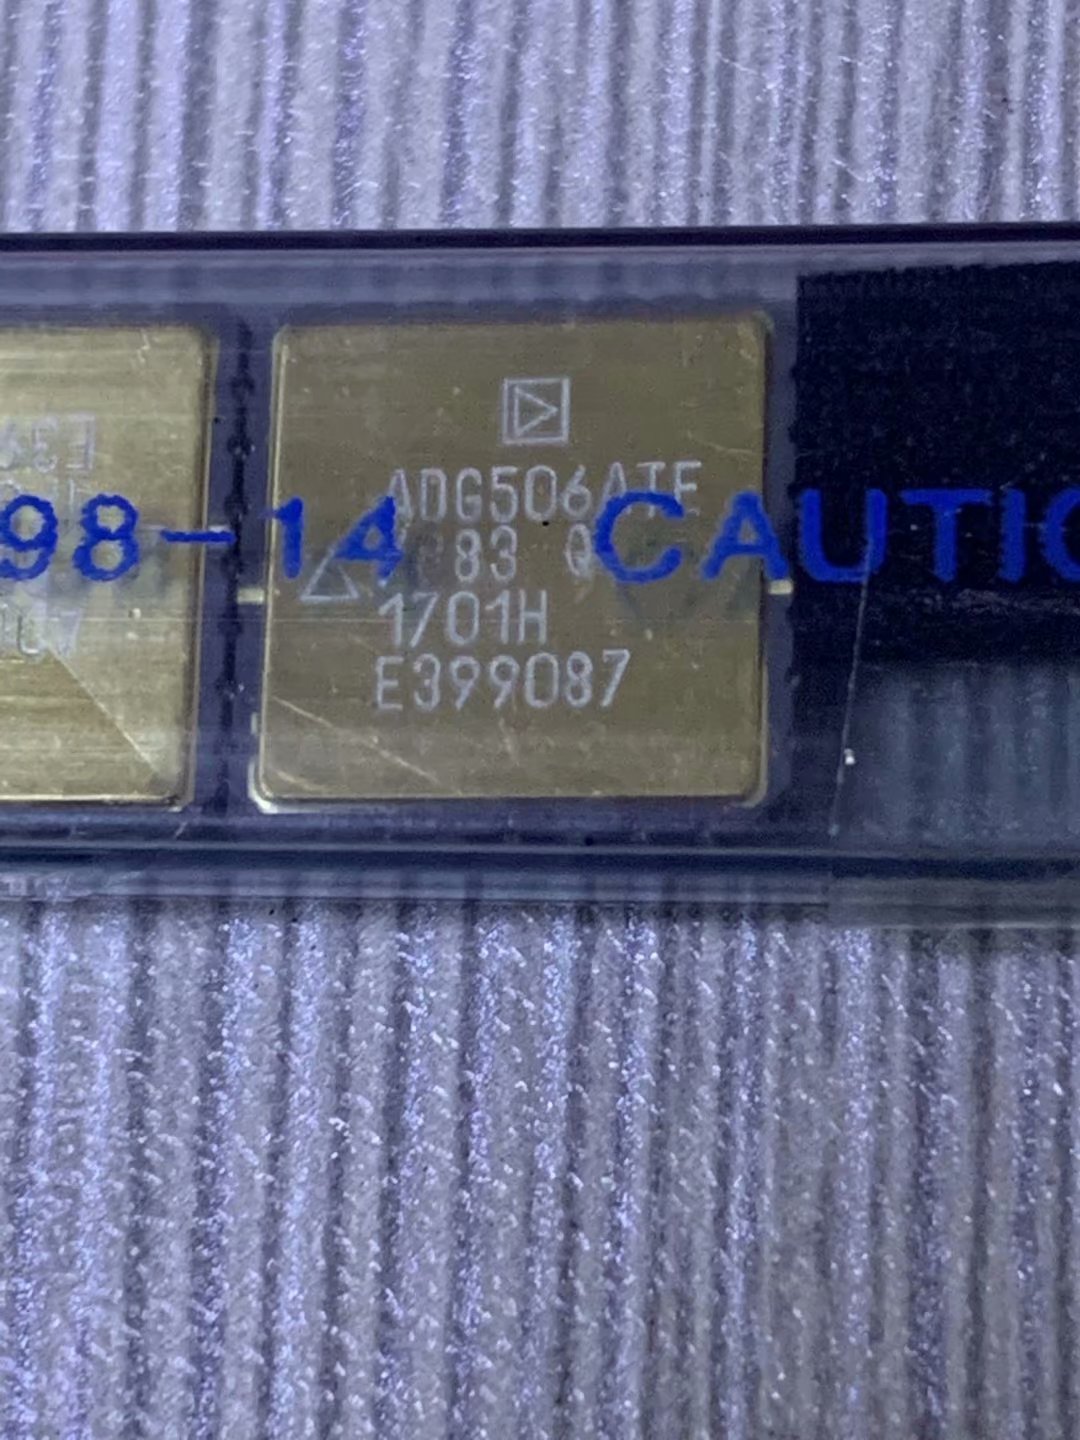 ADG506ATE
83 Q
1701H
E399087
98-14 CAUTIO